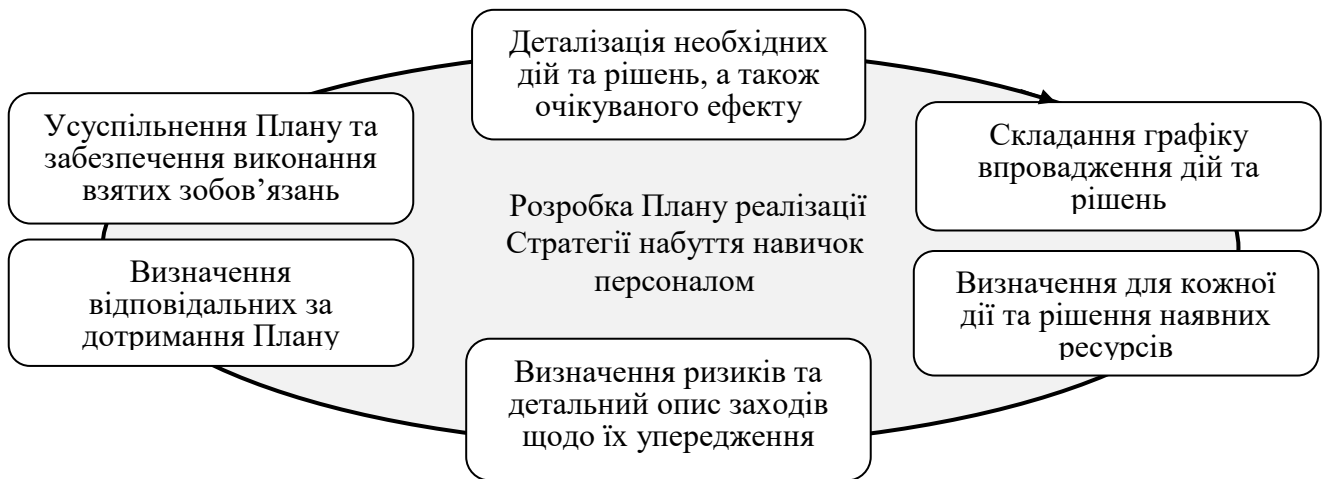 Деталізація необхідних
дій та рішень, а також
очікуваного ефекту
Складання графіку
впровадження дій та
рішень
Визначення для кожної
дії та рішення наявних
ресурсів
Визначення ризиків та
детальний опис заходів
щодо їх упередження
Визначення
відповідальних за
дотримання Плану
Усуспільнення Плану та
забезпечення виконання
взятих зобов’язань
Розробка Плану реалізації
Стратегії набуття навичок
персоналом